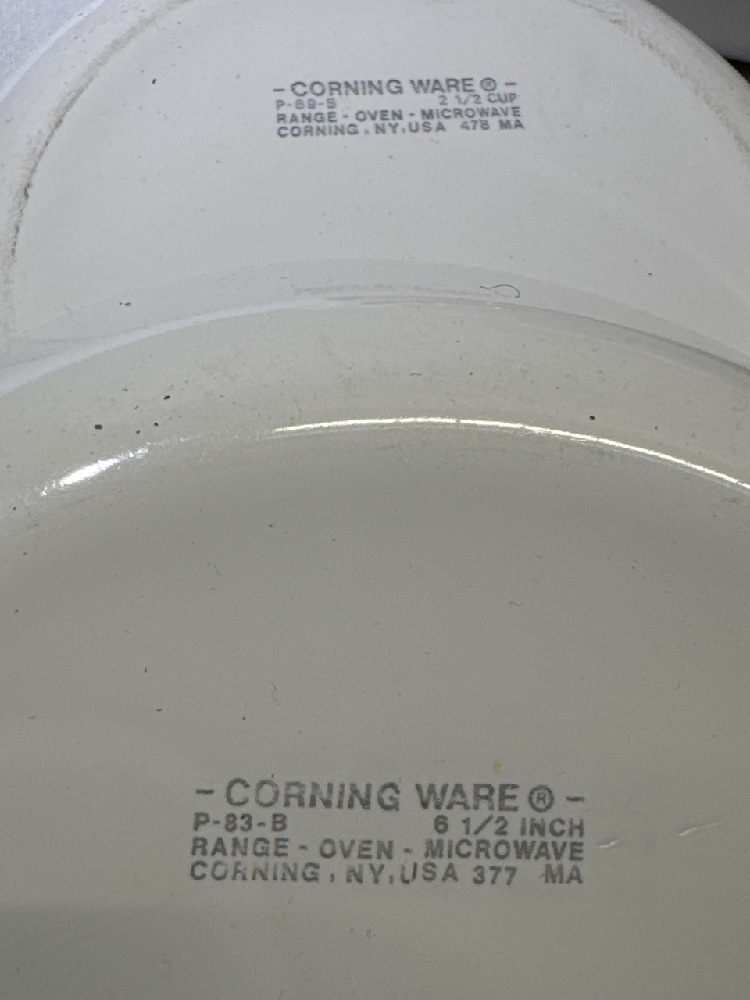 - CORNING WARE ® -
P-89-B 2 1/2 CUP
RANGE - OVEN - MICROWAVE
CORNING, NY, USA 478 MA
- CORNING WARE ® -
P-83-B 6 1/2 INCH
RANGE - OVEN - MICROWAVE
CORNING, NY, USA 377 MA